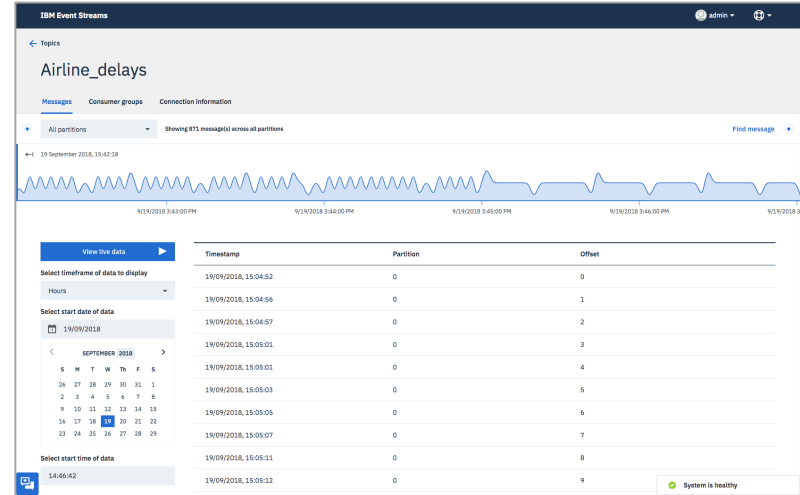 IBM Event Streams
admin
Topics
Airline_delays
Messages Consumer groups Connection information
All partitions Showing 871 message(s) across all partitions Find message
19 September 2018, 15:42:18
9/19/2018 3:43:00 PM 9/19/2018 3:44:00 PM 9/19/2018 3:45:00 PM 9/19/2018 3:46:00 PM 9/19/2018 3
View live data
Select timeframe of data to display
Hours
Select start date of data
19/09/2018
SEPTEMBER 2018
S M T W Th F S
26 27 28 29 30 31 1
2 3 4 5 6 7 8
9 10 11 12 13 14 15
16 17 18 19 20 21 22
23 24 25 26 27 28 29
Select start time of data
14:46:42
Timestamp Partition Offset
19/09/2018, 15:04:52 0 0
19/09/2018, 15:04:56 0 1
19/09/2018, 15:04:57 0 2
19/09/2018, 15:05:01 0 3
19/09/2018, 15:05:01 0 4
19/09/2018, 15:05:03 0 5
19/09/2018, 15:05:05 0 6
19/09/2018, 15:05:07 0 7
19/09/2018, 15:05:11 0 8
19/09/2018, 15:05:12 0 9
System is healthy